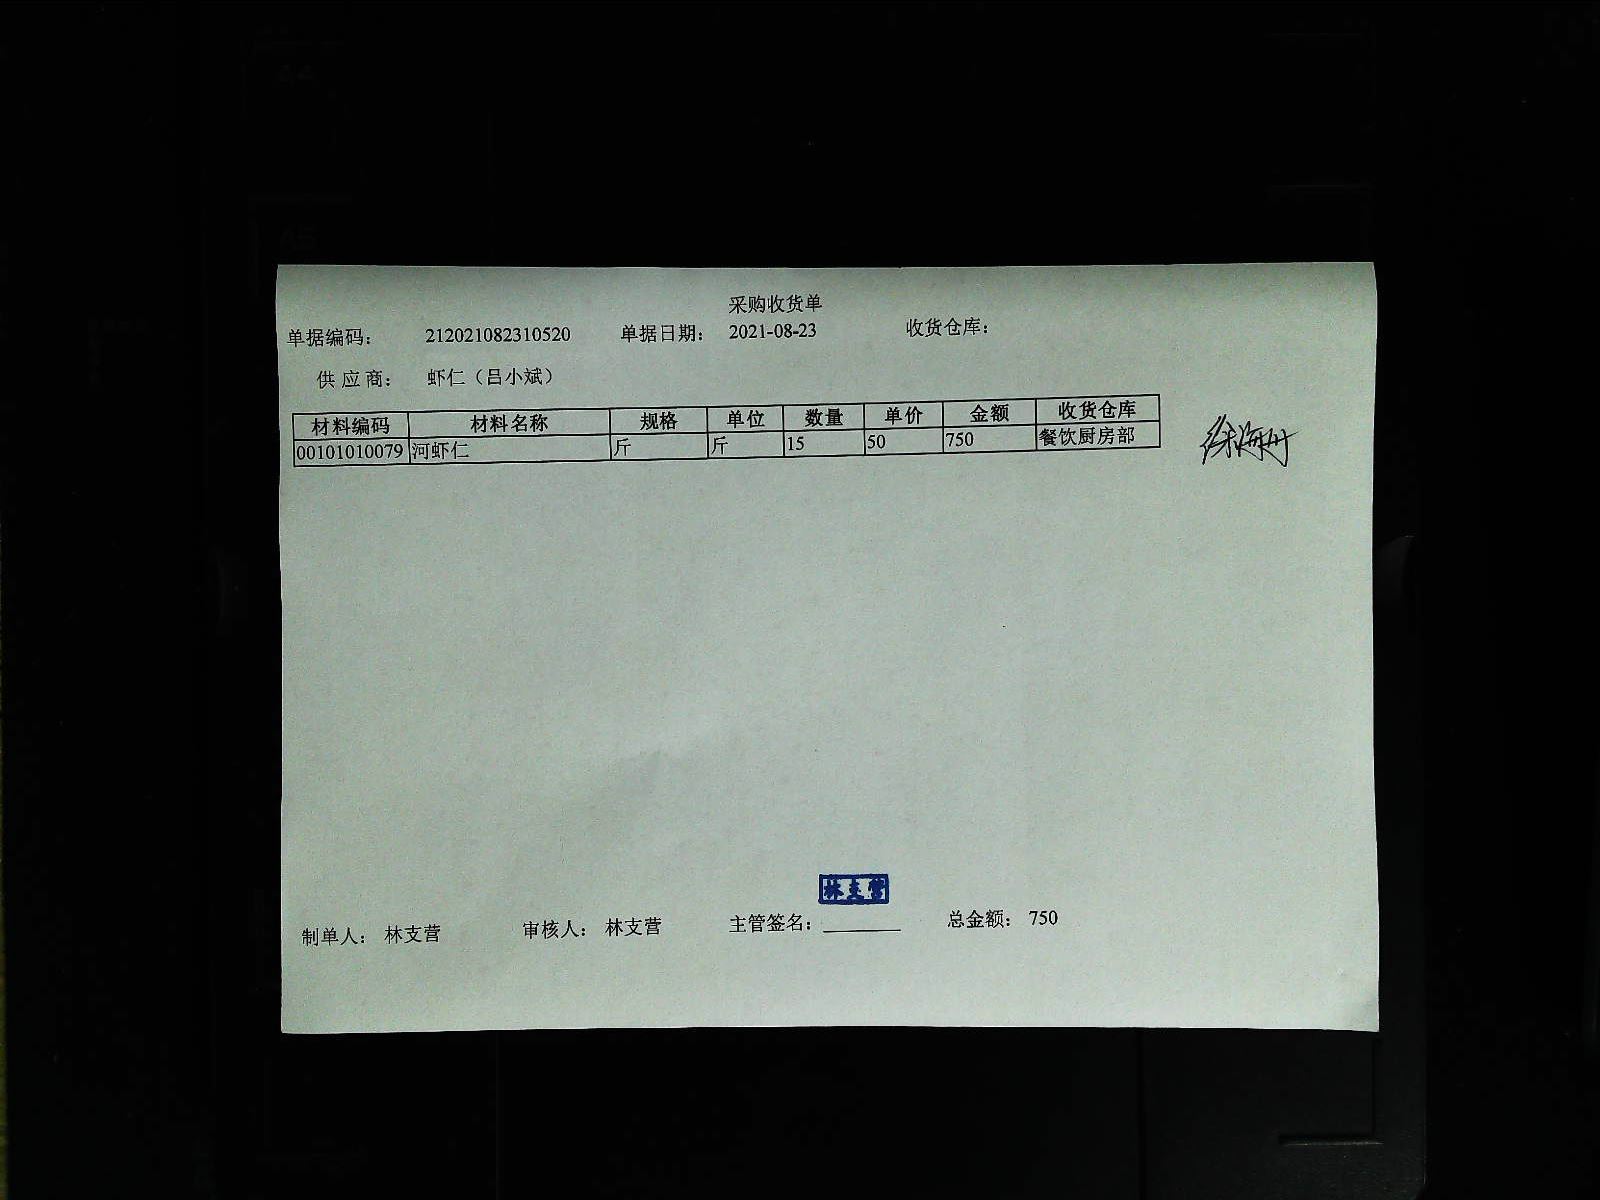 采购收货单
单据编码： 212021082310520 单据日期： 2021-08-23 收货仓库：
供应商： 虾仁（吕小斌）
材料编码 材料名称 规格 单位 数量 单价 金额 收货仓库
00101010079 河虾仁 斤 斤 15 50 750 餐饮厨房部
林支营
制单人： 林支营 审核人： 林支营 主管签名：________ 总金额： 750